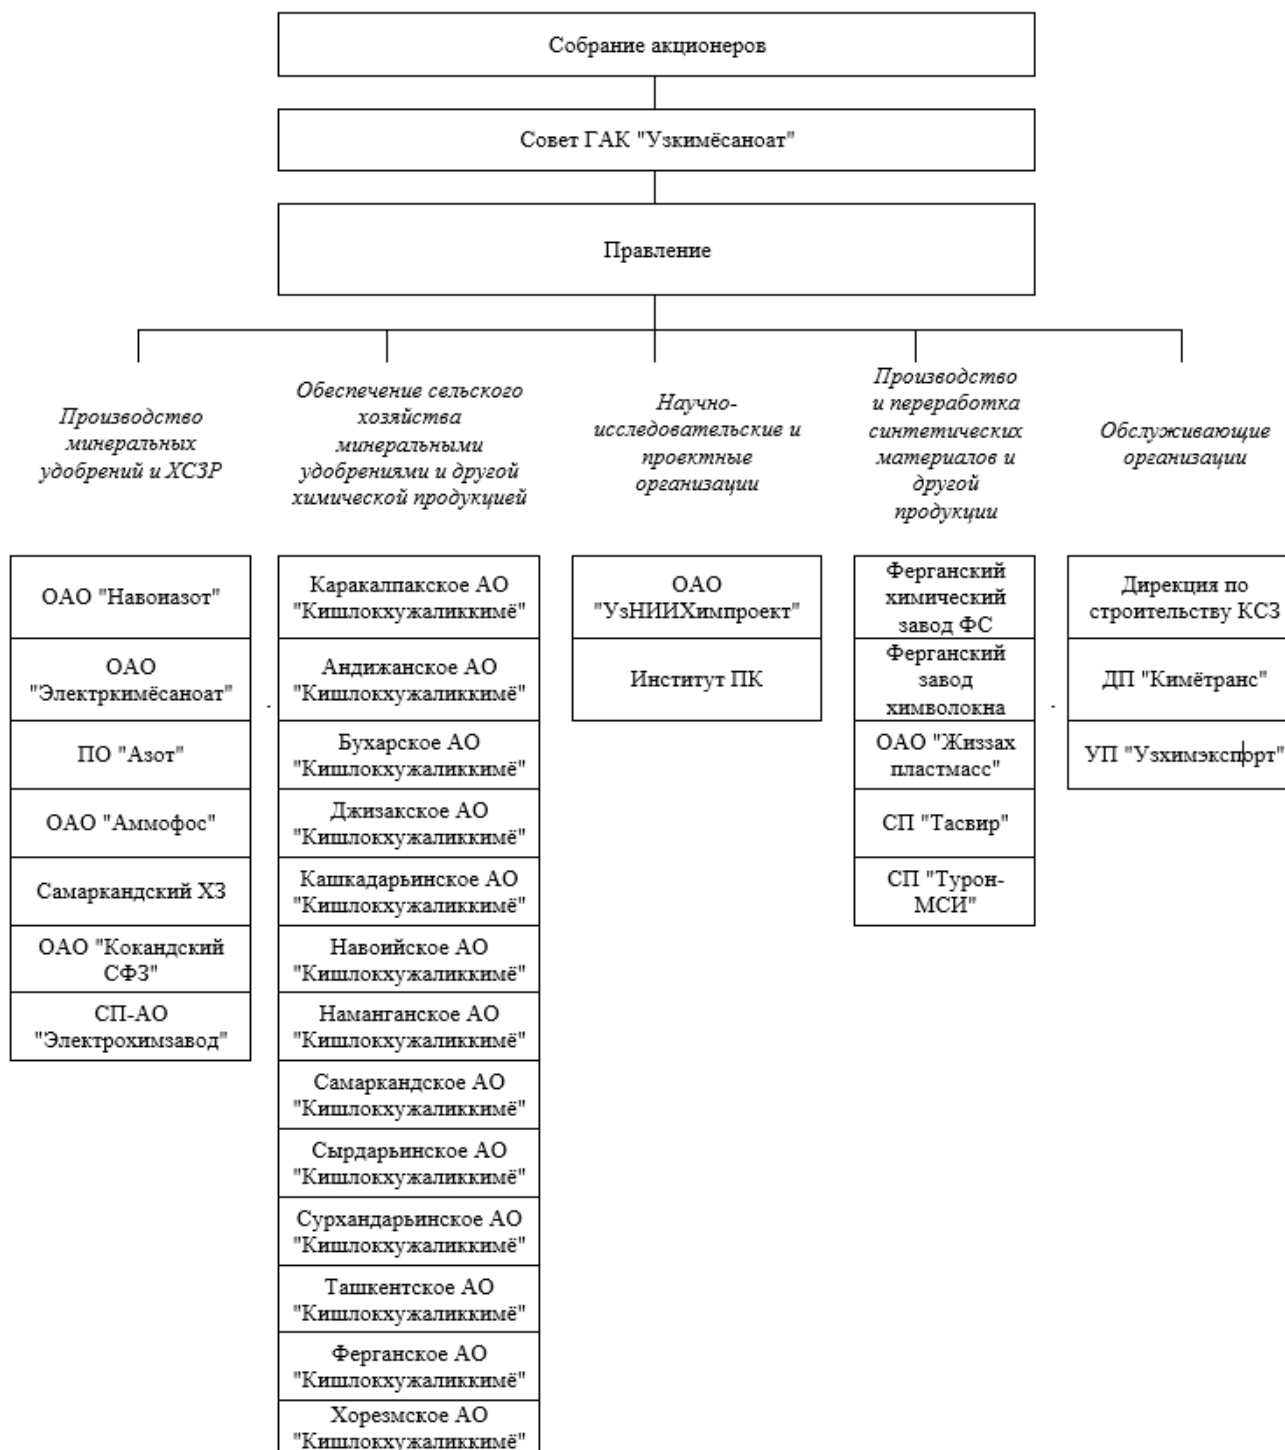 Собрание акционеров
Совет ГАК "Узкимёсаноат"
Правление
Производство
минеральных
удобрений и ХСЗР
Обеспечение сельского
хозяйства
минеральными
удобрениями и другой
химической продукцией
Научно-
исследовательские и
проектные
организации
Производство
и переработка
синтетических
материалов и
другой
продукции
Обслуживающие
организации
ОАО "Навоиазот"
ОАО
"Электркимёсаноат"
ПО "Азот"
ОАО "Аммофос"
Самаркандский ХЗ
ОАО "Кокандский
СФЗ"
СП-АО
"Электрохимзавод"
Каракалпакское АО
"Кишлокхужаликкимё"
Андижанское АО
"Кишлокхужаликкимё"
Бухарское АО
"Кишлокхужаликкимё"
Джизакское АО
"Кишлокхужаликкимё"
Кашкадарьинское АО
"Кишлокхужаликкимё"
Навоийское АО
"Кишлокхужаликкимё"
Наманганское АО
"Кишлокхужаликкимё"
Самаркандское АО
"Кишлокхужаликкимё"
Сырдарьинское АО
"Кишлокхужаликкимё"
Сурхандарьинское АО
"Кишлокхужаликкимё"
Ташкентское АО
"Кишлокхужаликкимё"
Ферганское АО
"Кишлокхужаликкимё"
Хорезмское АО
"Кишлокхужаликкимё"
ОАО
"УзНИИХимпроект"
Институт ПК
Ферганский
химический
завод ФС
Ферганский
завод
химволокна
ОАО "Жиззах
пластмасс"
СП "Тасвир"
СП "Турон-
МСИ"
Дирекция по
строительству КСЗ
ДП "Кимётранс"
УП "Узхимэкспорт"